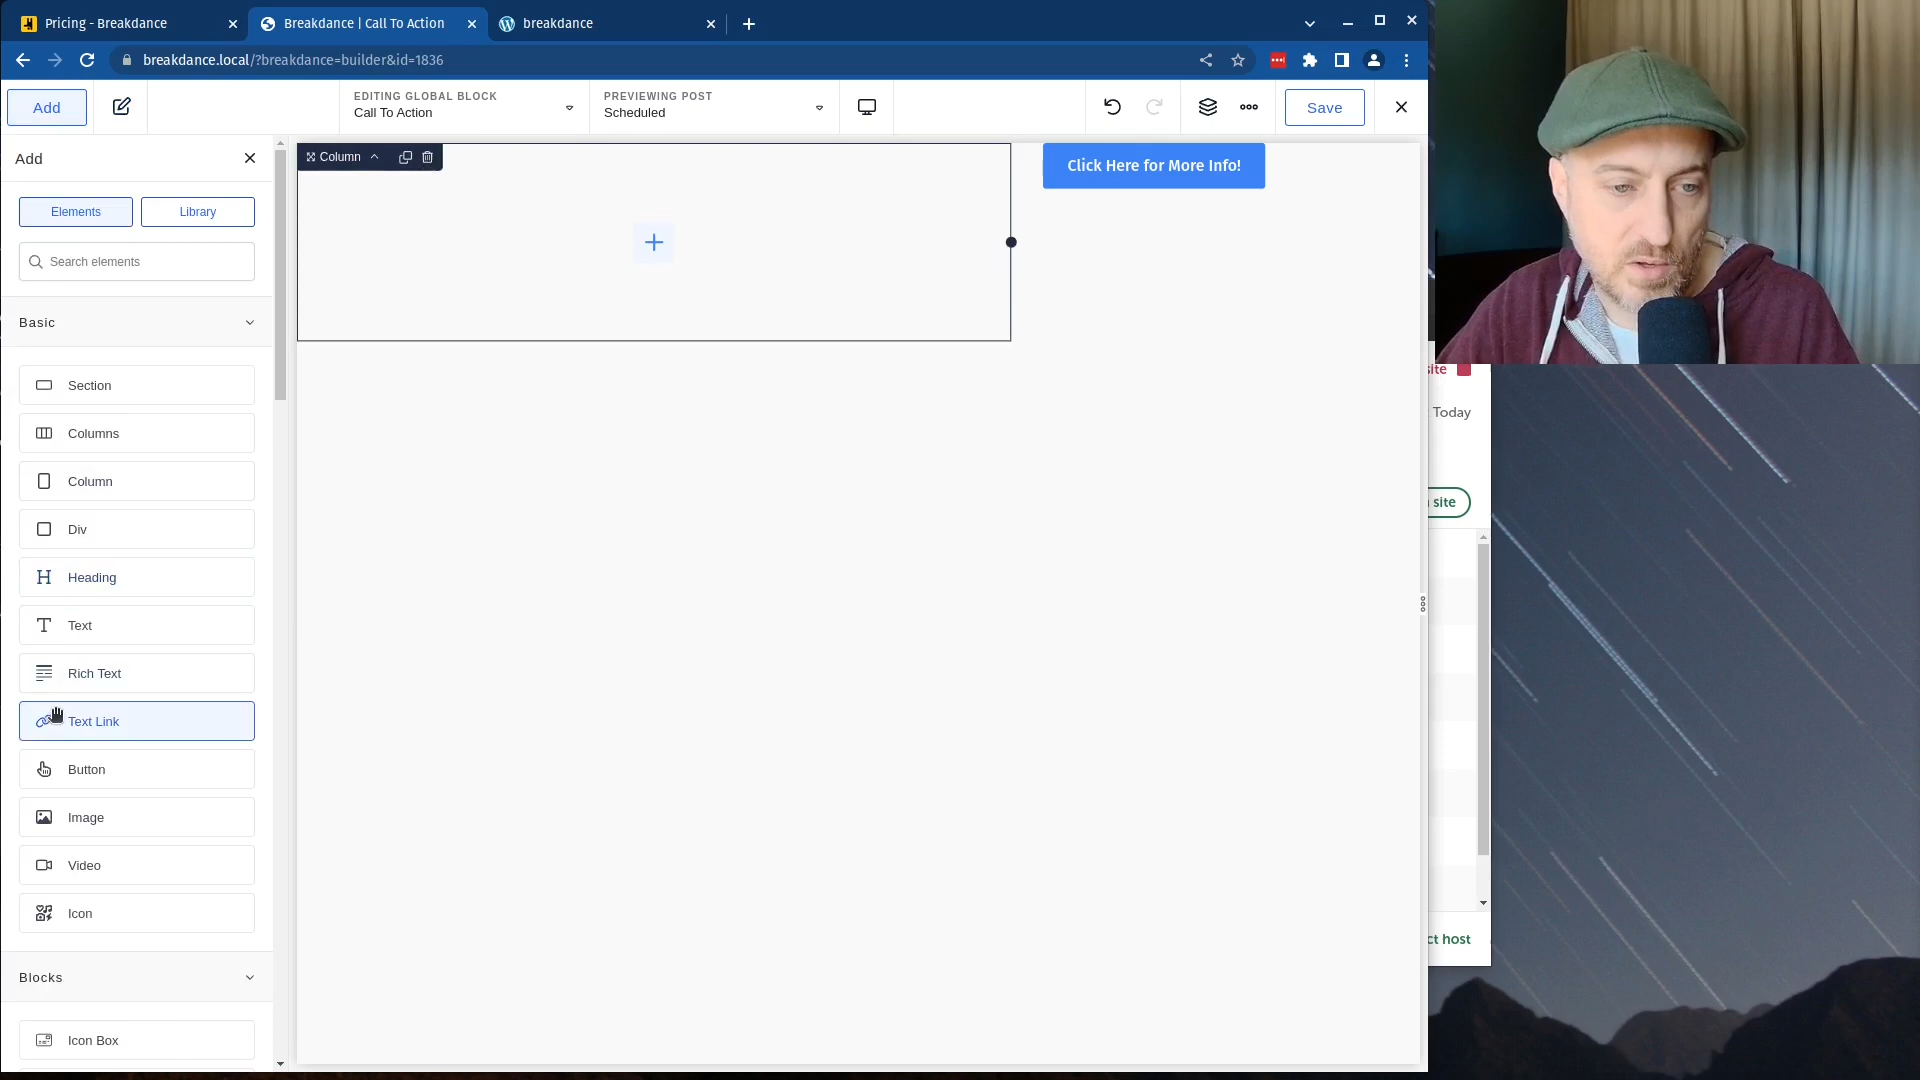 Pricing - Breakdance
Breakdance | Call To Action
breakdance
breakdance.local/?breakdance=builder&id=1836
Add
EDITING GLOBAL BLOCK
Call To Action
PREVIEWING POST
Scheduled
Save
Add
Elements
Library
Search elements
Basic
Section
Columns
Column
Div
Heading
Text
Rich Text
Text Link
Button
Image
Video
Icon
Blocks
Icon Box
Column
Click Here for More Info!
site
Today
site
ct host